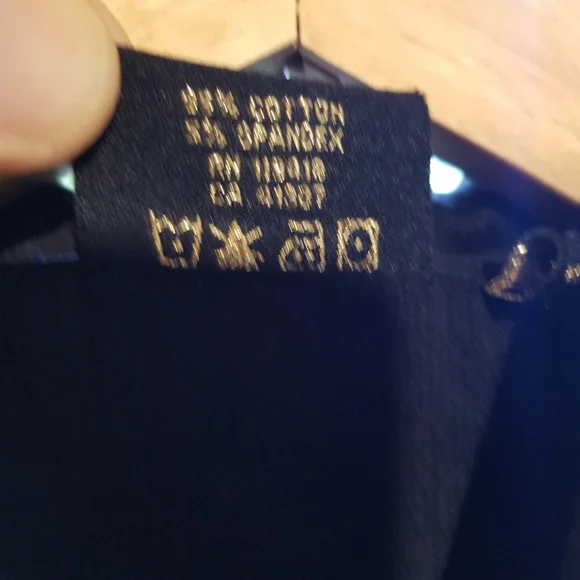 95% COTTON
5% SPANDEX
RN
CA